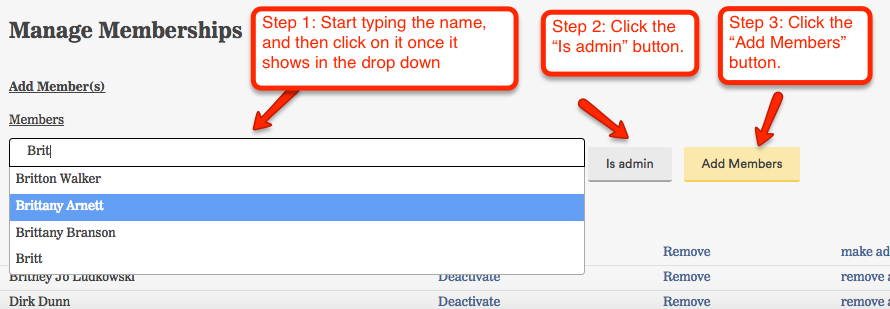 Manage Memberships
Step 1: Start typing the name,
and then click on it once it
shows in the drop down
Step 2: Click the
“Is admin” button.
Step 3: Click the
“Add Members”
button.
Add Member(s)
Members
Brit
Is admin
Add Members
Britton Walker
Brittany Arnett
Brittany Branson
Britt
Remove make ad
Britney Jo Ludkowski Deactivate Remove remove a
Dirk Dunn Deactivate Remove remove a